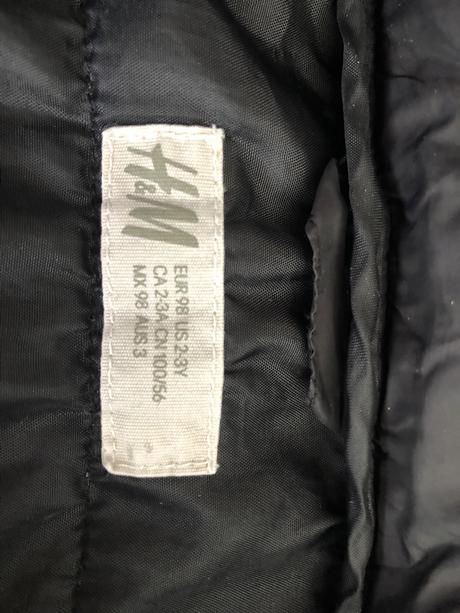 H&M
EUR 98 US 2-3Y
CA 2-3A CN 100/56
MX 98 AUS 3